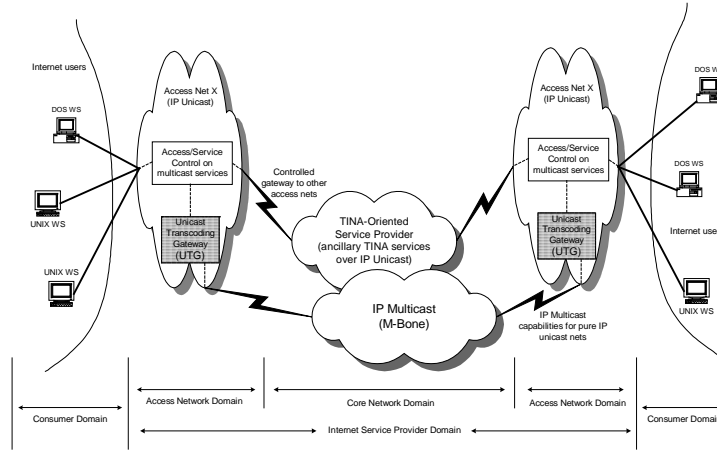 Internet users
DOS WS
UNIX WS
UNIX WS
Access Net X
(IP Unicast)
Access/Service
Control on
multicast services
Unicast
Transcoding
Gateway
(UTG)
Controlled
gateway to other
access nets
TINA-Oriented
Service Provider
(ancillary TINA services
over IP Unicast)
IP Multicast
(M-Bone)
Access Net X
(IP Unicast)
Access/Service
Control on
multicast services
Unicast
Transcoding
Gateway
(UTG)
IP Multicast
capabilities for pure IP
unicast nets
DOS W
DOS WS
Internet use
UNIX WS
Consumer Domain
Access Network Domain
Core Network Domain
Access Network Domain
Consumer Domai
Internet Service Provider Domain